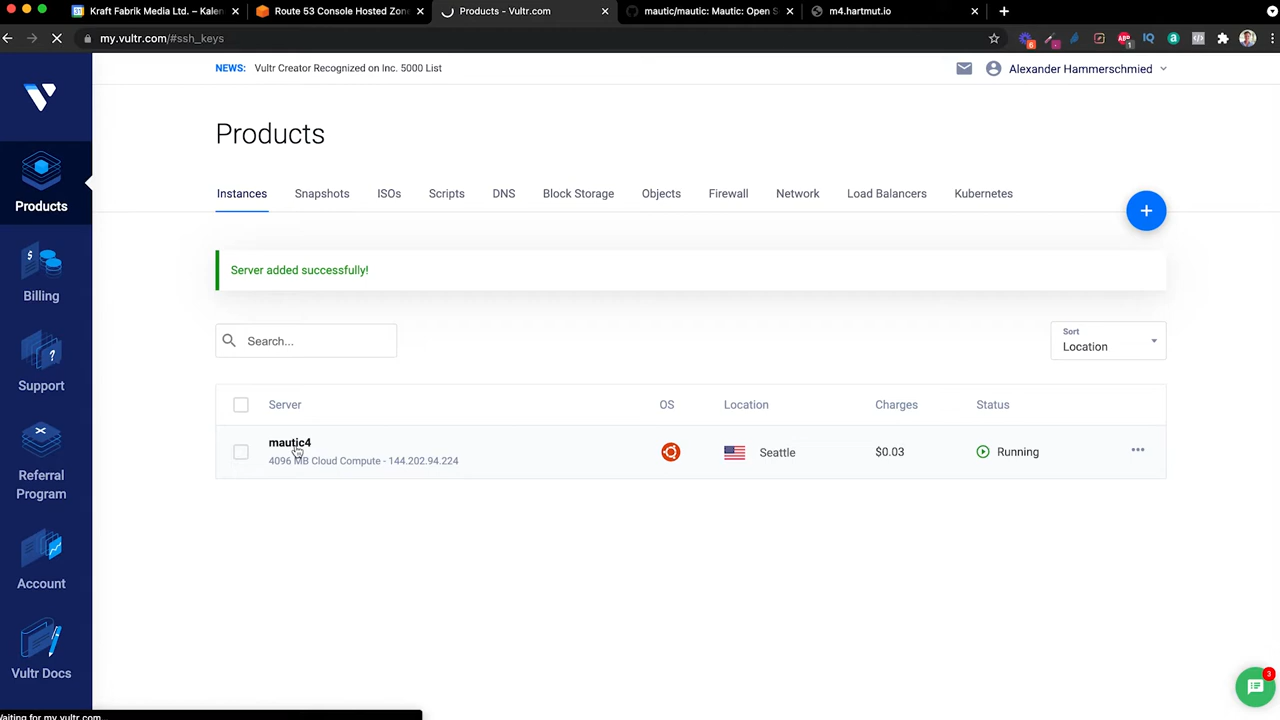 Kraft Fabrik Media Ltd. – Kalen
Route 53 Console Hosted Zone
Products - Vultr.com
mautic/mautic: Mautic: Open S
m4.hartmut.io
my.vultr.com/#ssh_keys
NEWS: Vultr Creator Recognized on Inc. 5000 List
Alexander Hammerschmied
Products
Products
Billing
Support
Referral
Program
Account
Vultr Docs
Instances Snapshots ISOs Scripts DNS Block Storage Objects Firewall Network Load Balancers Kubernetes
Server added successfully!
Search...
Sort
Location
Server OS Location Charges Status
mautic4
4096 MB Cloud Compute - 144.202.94.224
Seattle $0.03 Running
3
Waiting for my.vultr.com...